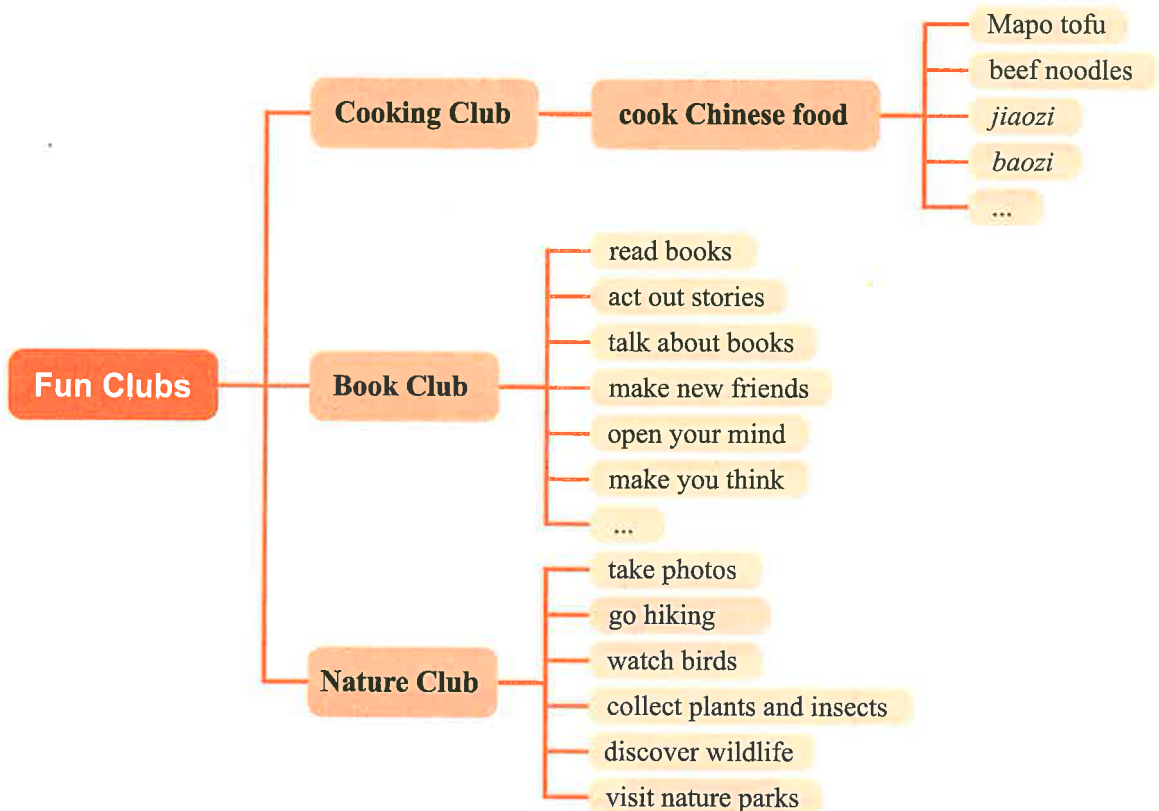 Fun Clubs
Cooking Club
cook Chinese food
Mapo tofu
beef noodles
jiaozi
baozi
...
Book Club
read books
act out stories
talk about books
make new friends
open your mind
make you think
...
Nature Club
take photos
go hiking
watch birds
collect plants and insects
discover wildlife
visit nature parks